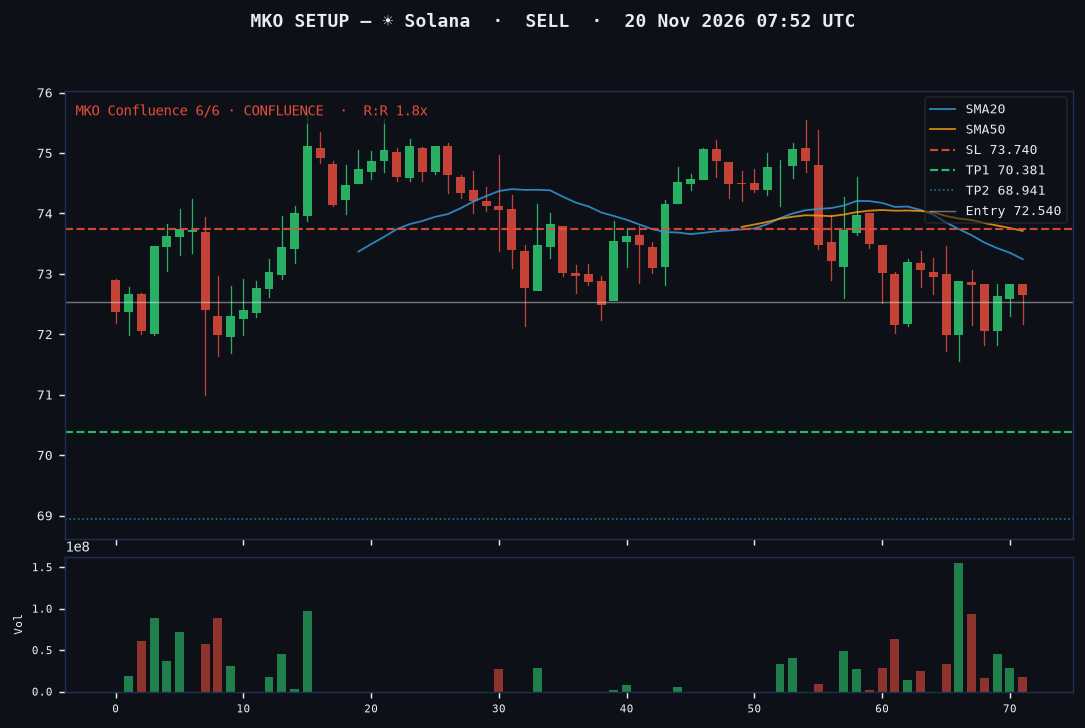 MKO SETUP — ☀ Solana · SELL · 20 Nov 2026 07:52 UTC
MKO Confluence 6/6 · CONFLUENCE · R:R 1.8x
SMA20
SMA50
SL 73.740
TP1 70.381
TP2 68.941
Entry 72.540
76
75
74
73
72
71
70
69
1e8
Vol
1.5
1.0
0.5
0.0
0 10 20 30 40 50 60 70